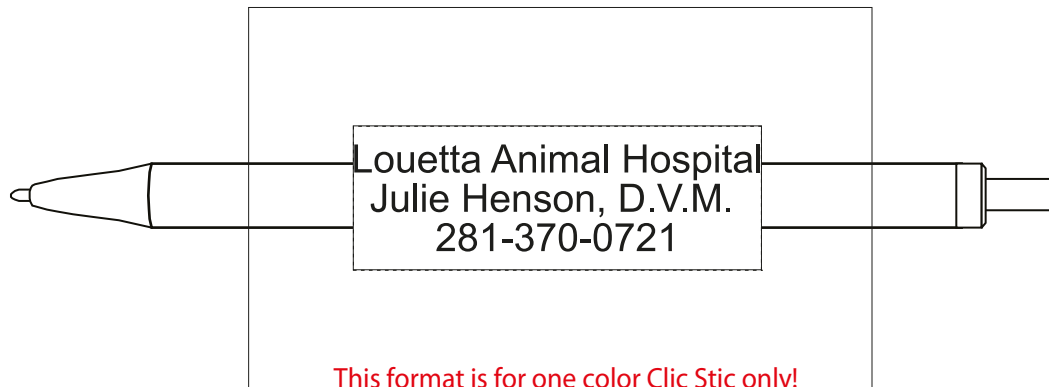 Louetta Animal Hospital
Julie Henson, D.V.M.
281-370-0721
This format is for one color Clic Stic only!